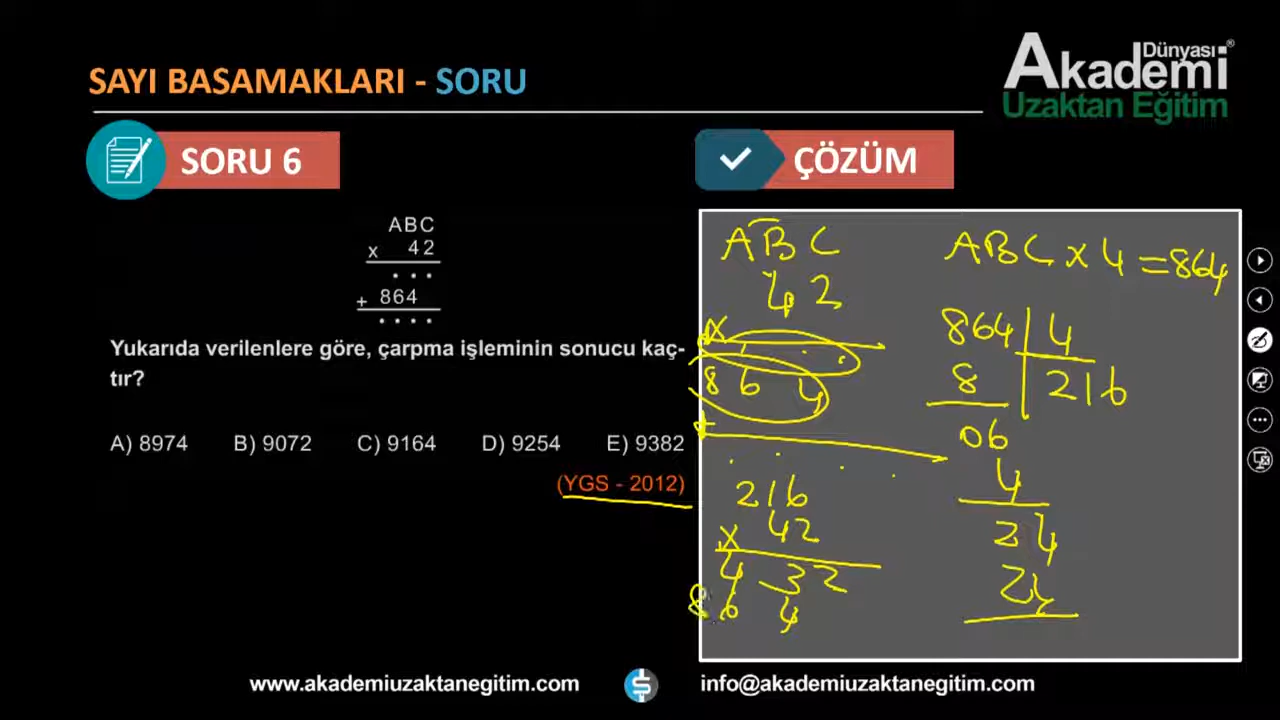 SAYI BASAMAKLARI - SORU
Dünyası®
Akademi
Uzaktan Eğitim
SORU 6
ABC
x 42
...
+ 864
....
Yukarıda verilenlere göre, çarpma işleminin sonucu kaç-
tır?
A) 8974 B) 9072 C) 9164 D) 9254 E) 9382
(YGS - 2012)
ÇÖZÜM
ABC
42
x . . .
864
+
. . . .
216
x 42
432
864
ABC x 4 = 864
864 | 4
8 | 216
06
4
24
24
www.akademiuzaktanegitim.com
info@akademiuzaktanegitim.com